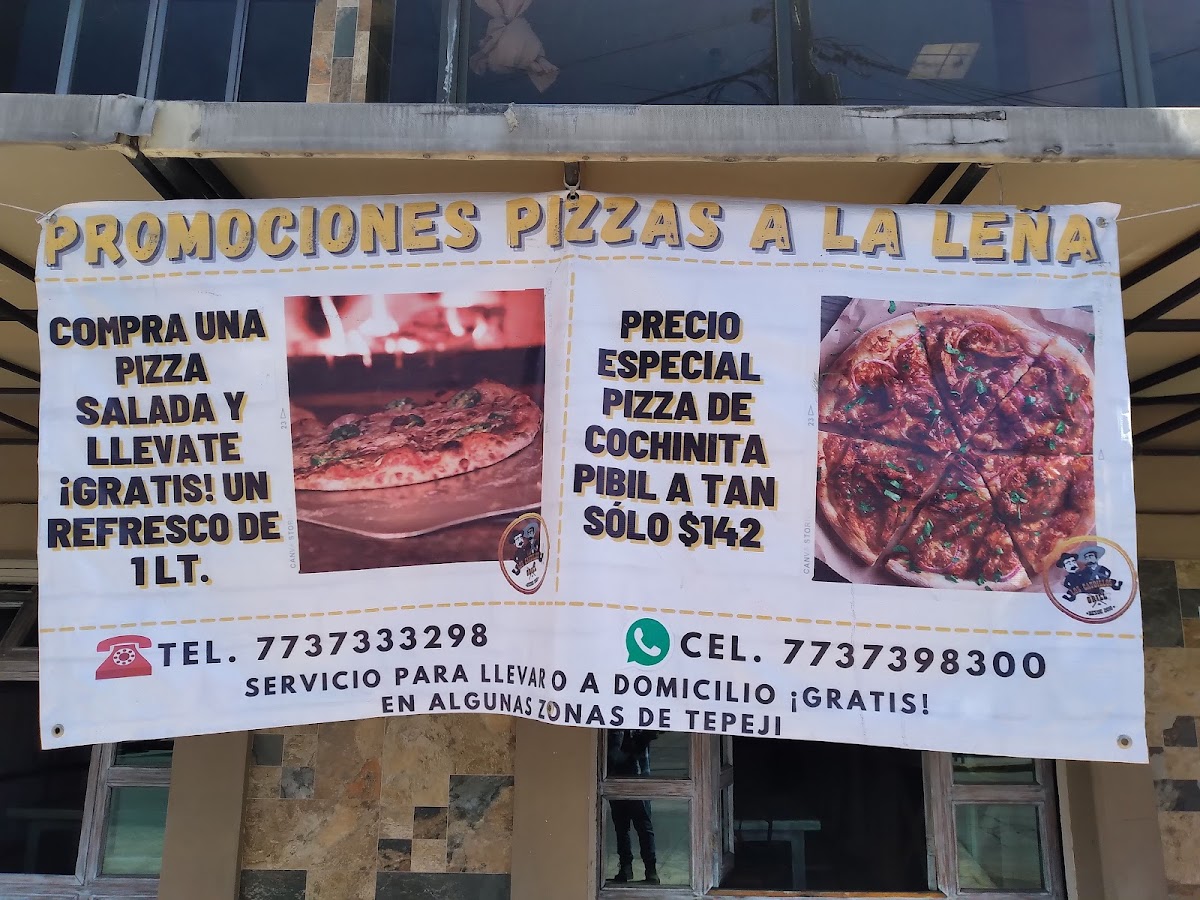 PROMOCIONES PIZZAS A LA LEÑA
COMPRA UNA
PIZZA
SALADA Y
LLEVATE
¡GRATIS! UN
REFRESCO DE
1 LT.
PRECIO
ESPECIAL
PIZZA DE
COCHINITA
PIBIL A TAN
SÓLO $142
TEL. 7737333298
CEL. 7737398300
SERVICIO PARA LLEVAR O A DOMICILIO ¡GRATIS!
EN ALGUNAS ZONAS DE TEPEJI